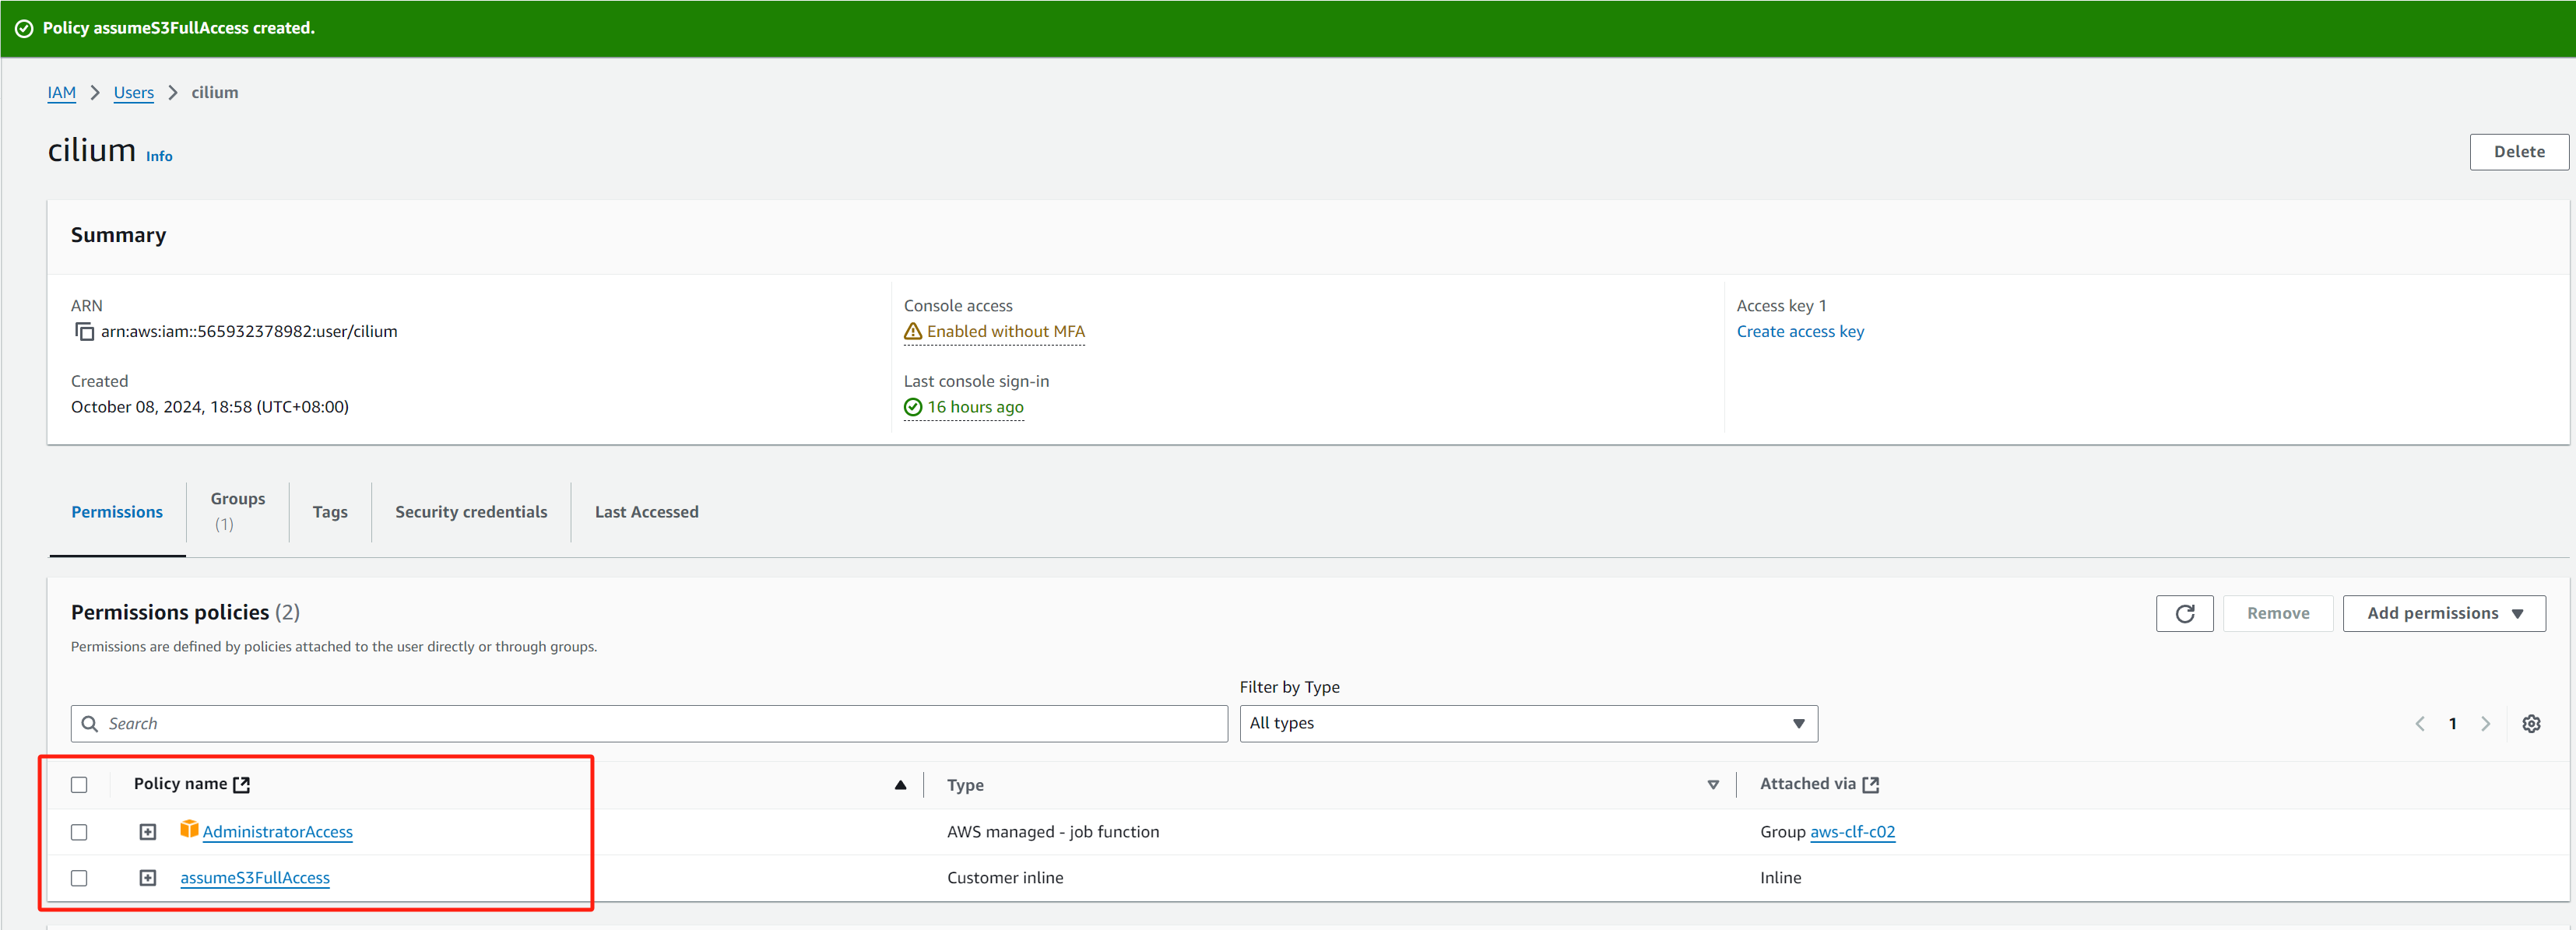 Policy assumeS3FullAccess created.
IAM > Users > cilium
cilium Info
Delete
Summary
ARN
arn:aws:iam::565932378982:user/cilium
Created
October 08, 2024, 18:58 (UTC+08:00)
Console access
Enabled without MFA
Last console sign-in
16 hours ago
Access key 1
Create access key
Permissions
Groups
(1)
Tags
Security credentials
Last Accessed
Permissions policies (2)
Permissions are defined by policies attached to the user directly or through groups.
Remove
Add permissions
Filter by Type
Search
All types
1
Policy name
Type
Attached via
AdministratorAccess
AWS managed - job function
Group aws-clf-c02
assumeS3FullAccess
Customer inline
Inline